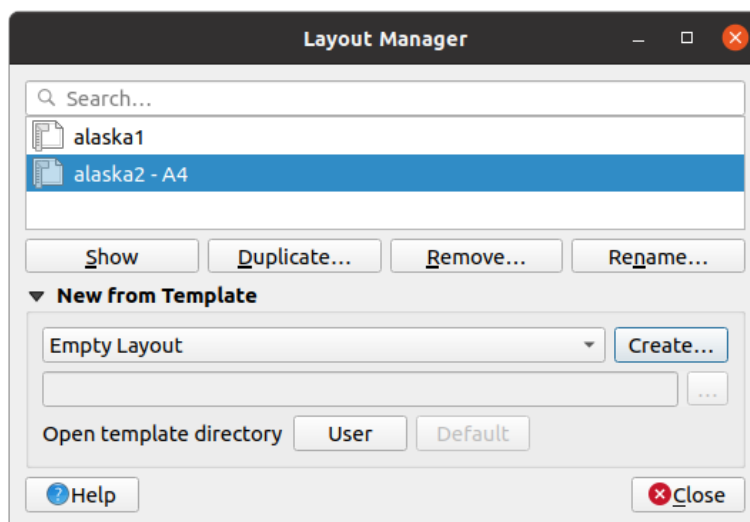 Layout Manager
Search...
alaska1
alaska2 - A4
Show Duplicate... Remove... Rename...
New from Template
Empty Layout Create...
...
Open template directory User Default
Help Close